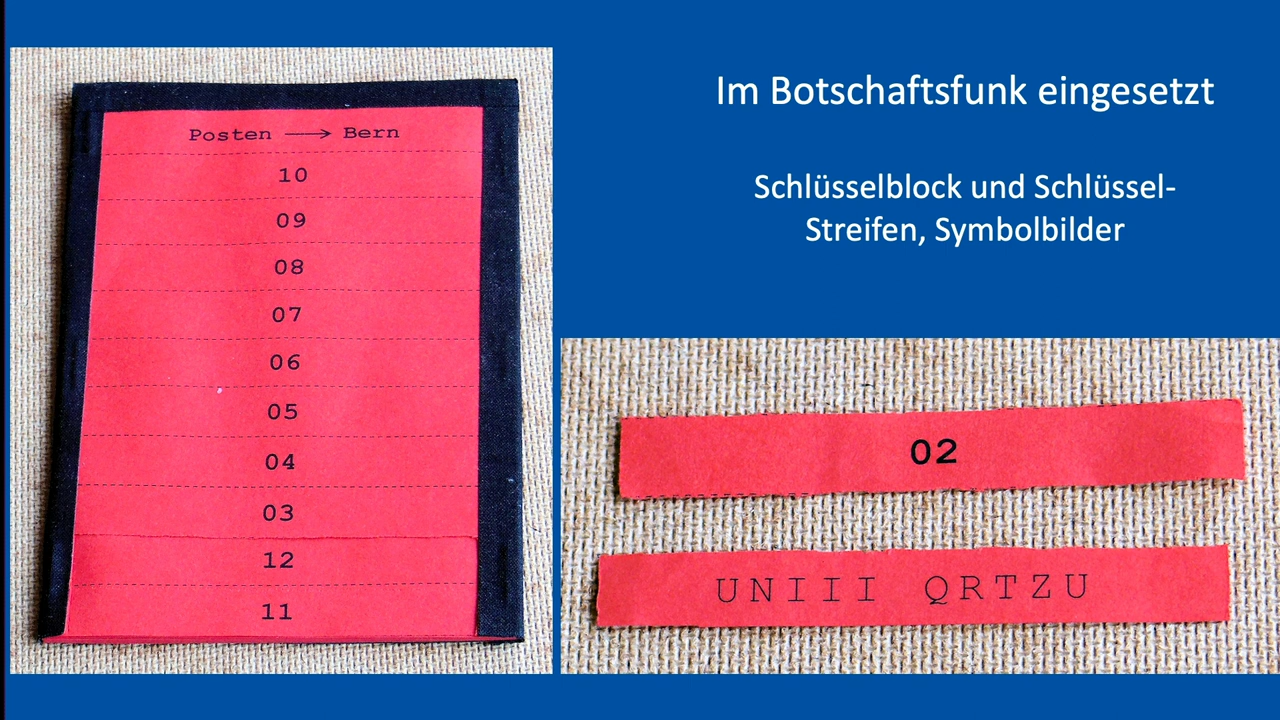 Im Botschaftsfunk eingesetzt
Schlüsselblock und Schlüssel-
Streifen, Symbolbilder
Posten → Bern
10
09
08
07
06
05
04
03
12
11
02
UNIII QRTZU